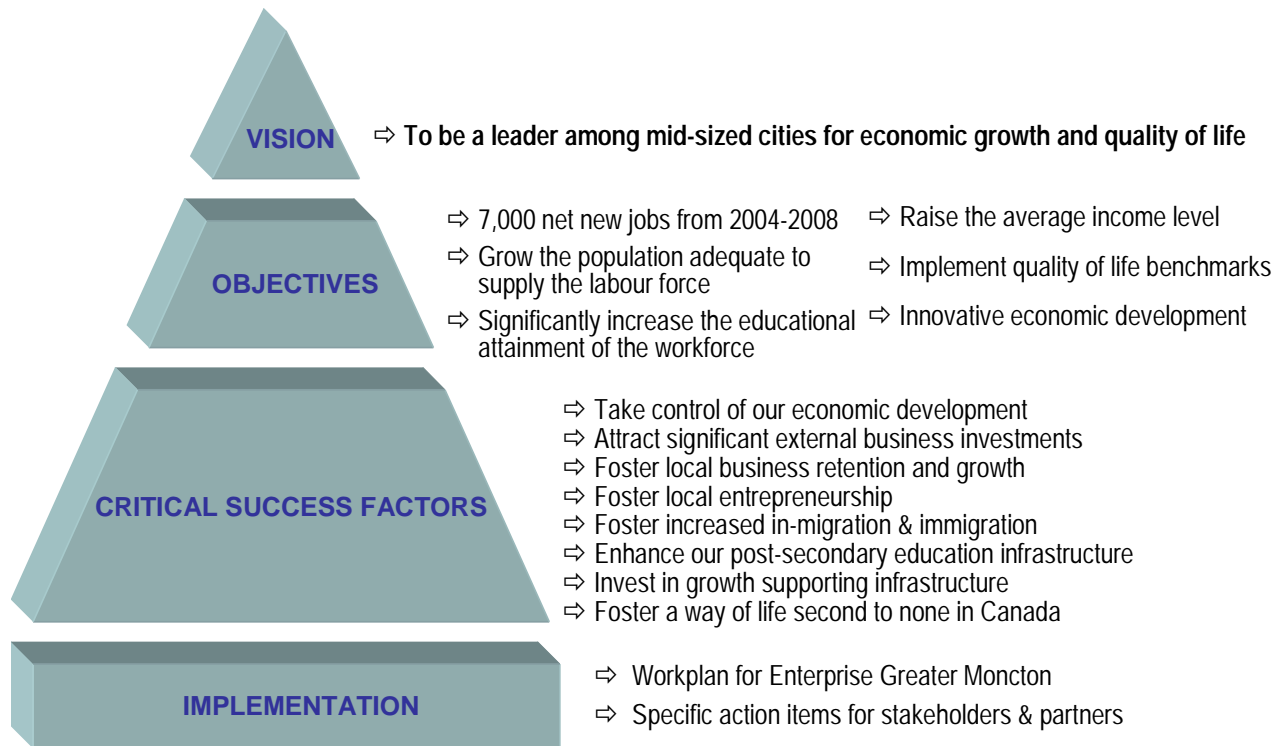 VISION
⇨ To be a leader among mid-sized cities for economic growth and quality of life
OBJECTIVES
⇨ 7,000 net new jobs from 2004-2008
⇨ Grow the population adequate to
supply the labour force
⇨ Significantly increase the educational
attainment of the workforce
⇨ Raise the average income level
⇨ Implement quality of life benchmarks
⇨ Innovative economic development
CRITICAL SUCCESS FACTORS
⇨ Take control of our economic development
⇨ Attract significant external business investments
⇨ Foster local business retention and growth
⇨ Foster local entrepreneurship
⇨ Foster increased in-migration & immigration
⇨ Enhance our post-secondary education infrastructure
⇨ Invest in growth supporting infrastructure
⇨ Foster a way of life second to none in Canada
IMPLEMENTATION
⇨ Workplan for Enterprise Greater Moncton
⇨ Specific action items for stakeholders & partners